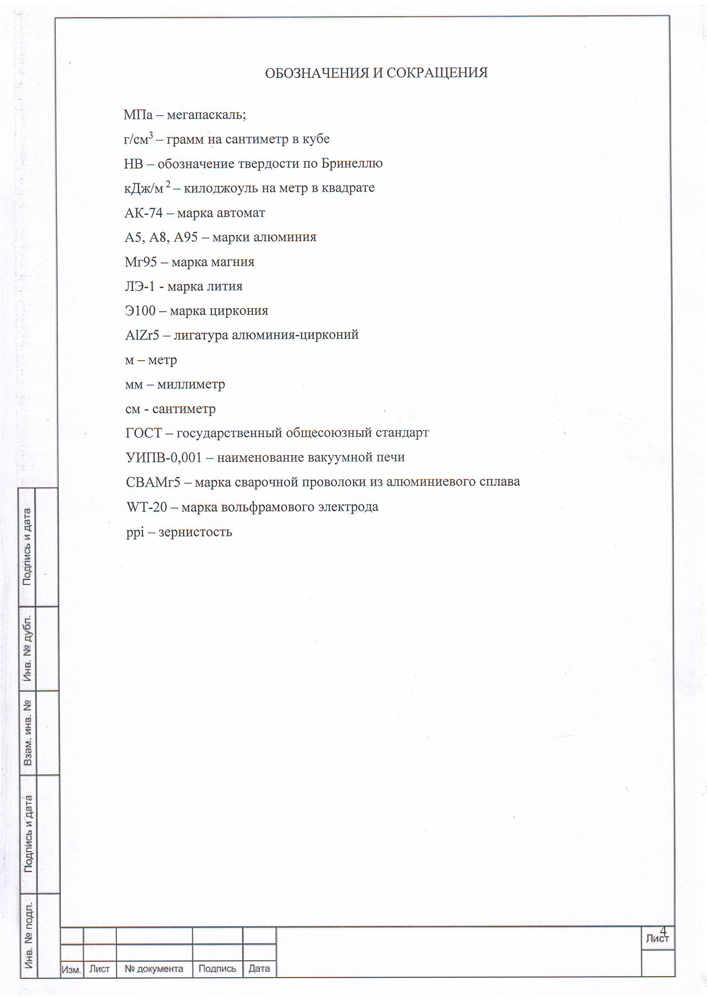 ОБОЗНАЧЕНИЯ И СОКРАЩЕНИЯ
МПа – мегапаскаль;
г/см³ – грамм на сантиметр в кубе
НВ – обозначение твердости по Бринеллю
кДж/м ² – килоджоуль на метр в квадрате
АК-74 – марка автомат
А5, А8, А95 – марки алюминия
Мг95 – марка магния
ЛЭ-1 - марка лития
Э100 – марка циркония
AlZr5 – лигатура алюминия-цирконий
м – метр
мм – миллиметр
см - сантиметр
ГОСТ – государственный общесоюзный стандарт
УИПВ-0,001 – наименование вакуумной печи
СВАМг5 – марка сварочной проволоки из алюминиевого сплава
WT-20 – марка вольфрамового электрода
ppi – зернистость
Подпись и дата
Инв. № дубл.
Взам. инв. №
Подпись и дата
Инв. № подл.
Изм. Лист № документа Подпись Дата
Лист
4